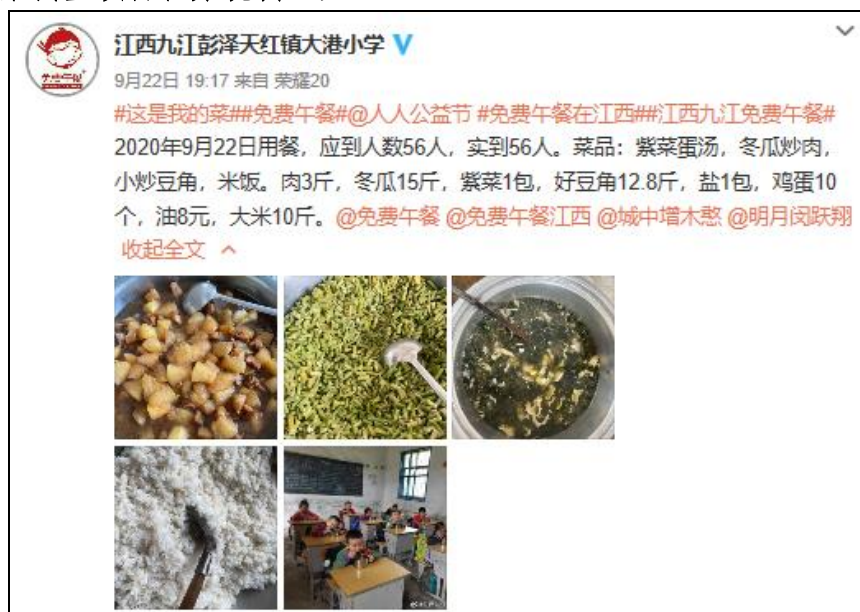 江西九江彭泽天红镇大港小学
9月22日 19:17 来自 荣耀20
#这是我的菜##免费午餐#@人人公益节 #免费午餐在江西##江西九江免费午餐#
2020年9月22日用餐，应到人数56人，实到56人。菜品：紫菜蛋汤，冬瓜炒肉，
小炒豆角，米饭。肉3斤，冬瓜15斤，紫菜1包，好豆角12.8斤，盐1包，鸡蛋10
个，油8元，大米10斤。@免费午餐 @免费午餐江西 @城中增木憨 @明月闵跃翔
收起全文
免费午餐